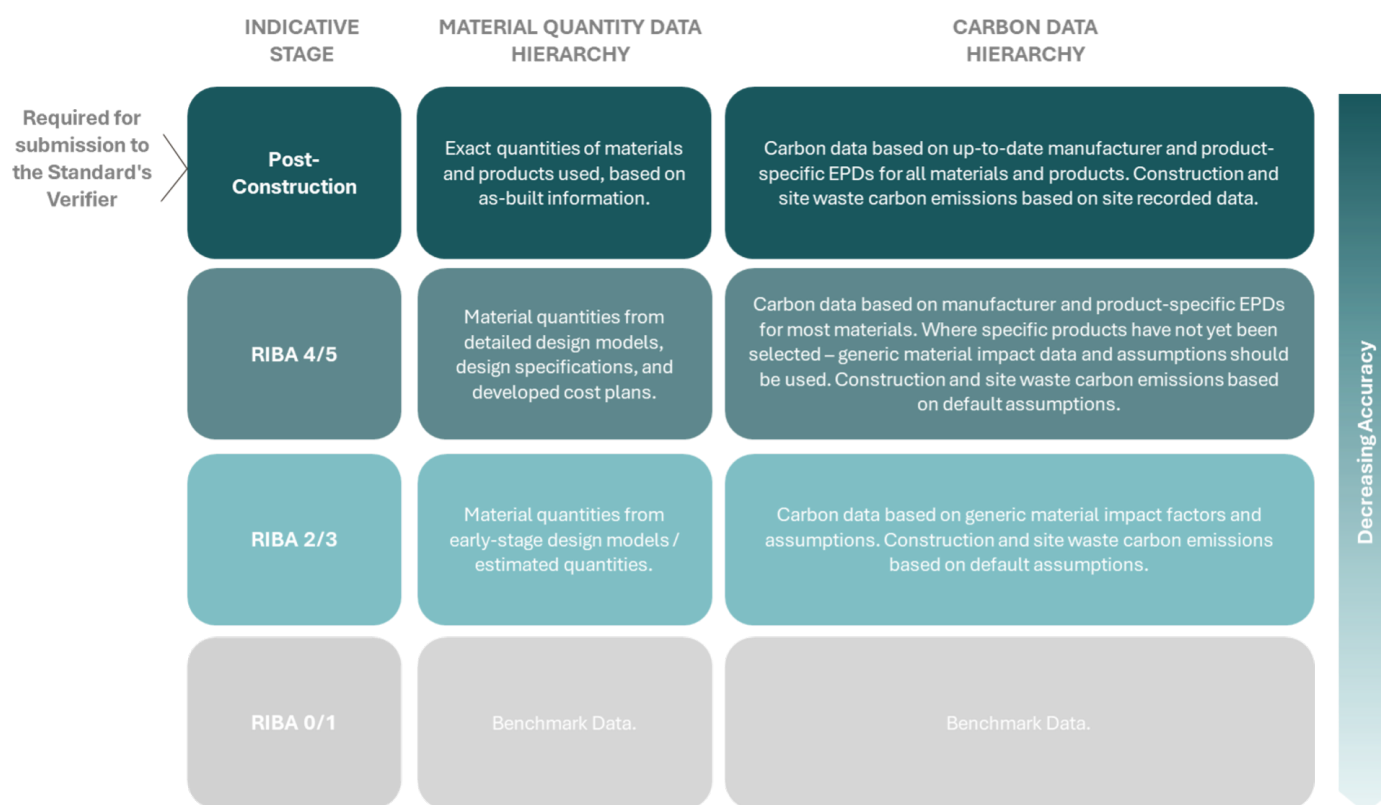 INDICATIVE
STAGE
MATERIAL QUANTITY DATA
HIERARCHY
CARBON DATA
HIERARCHY
Required for
submission to
the Standard's
Verifier
Post-
Construction
Exact quantities of materials
and products used, based on
as-built information.
Carbon data based on up-to-date manufacturer and product-
specific EPDs for all materials and products. Construction and
site waste carbon emissions based on site recorded data.
RIBA 4/5
Material quantities from
detailed design models,
design specifications, and
developed cost plans.
Carbon data based on manufacturer and product-specific EPDs
for most materials. Where specific products have not yet been
selected – generic material impact data and assumptions should
be used. Construction and site waste carbon emissions based
on default assumptions.
RIBA 2/3
Material quantities from
early-stage design models /
estimated quantities.
Carbon data based on generic material impact factors and
assumptions. Construction and site waste carbon emissions
based on default assumptions.
RIBA 0/1
Benchmark Data.
Benchmark Data.
Decreasing Accuracy